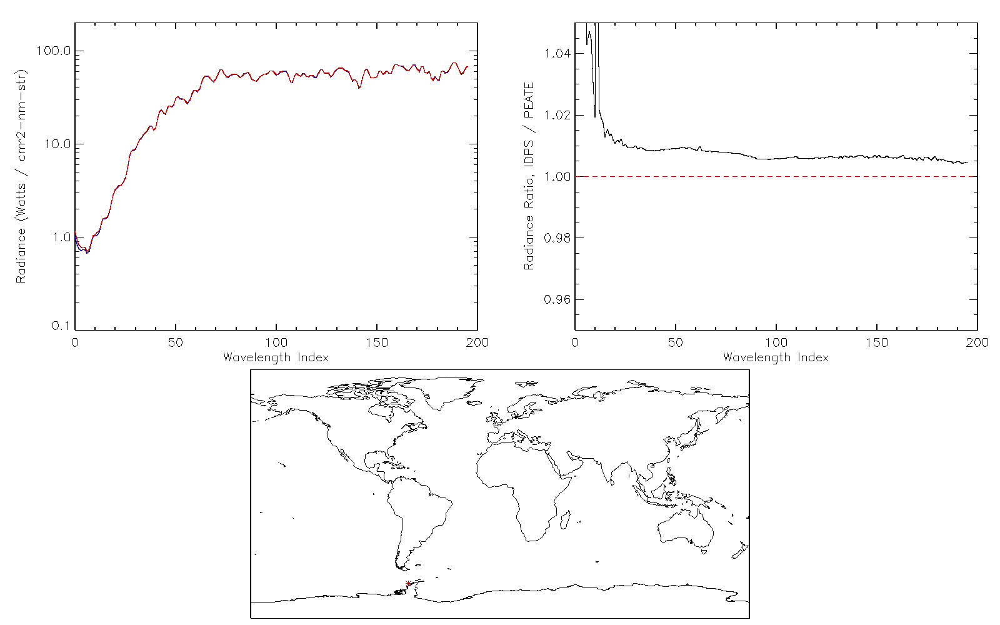 100.0
10.0
1.0
0.1
Radiance (Watts / cm^2-nm-str)
0 50 100 150 200
Wavelength Index
1.04
1.02
1.00
0.98
0.96
Radiance Ratio, IDPS / PEATE
0 50 100 150 200
Wavelength Index